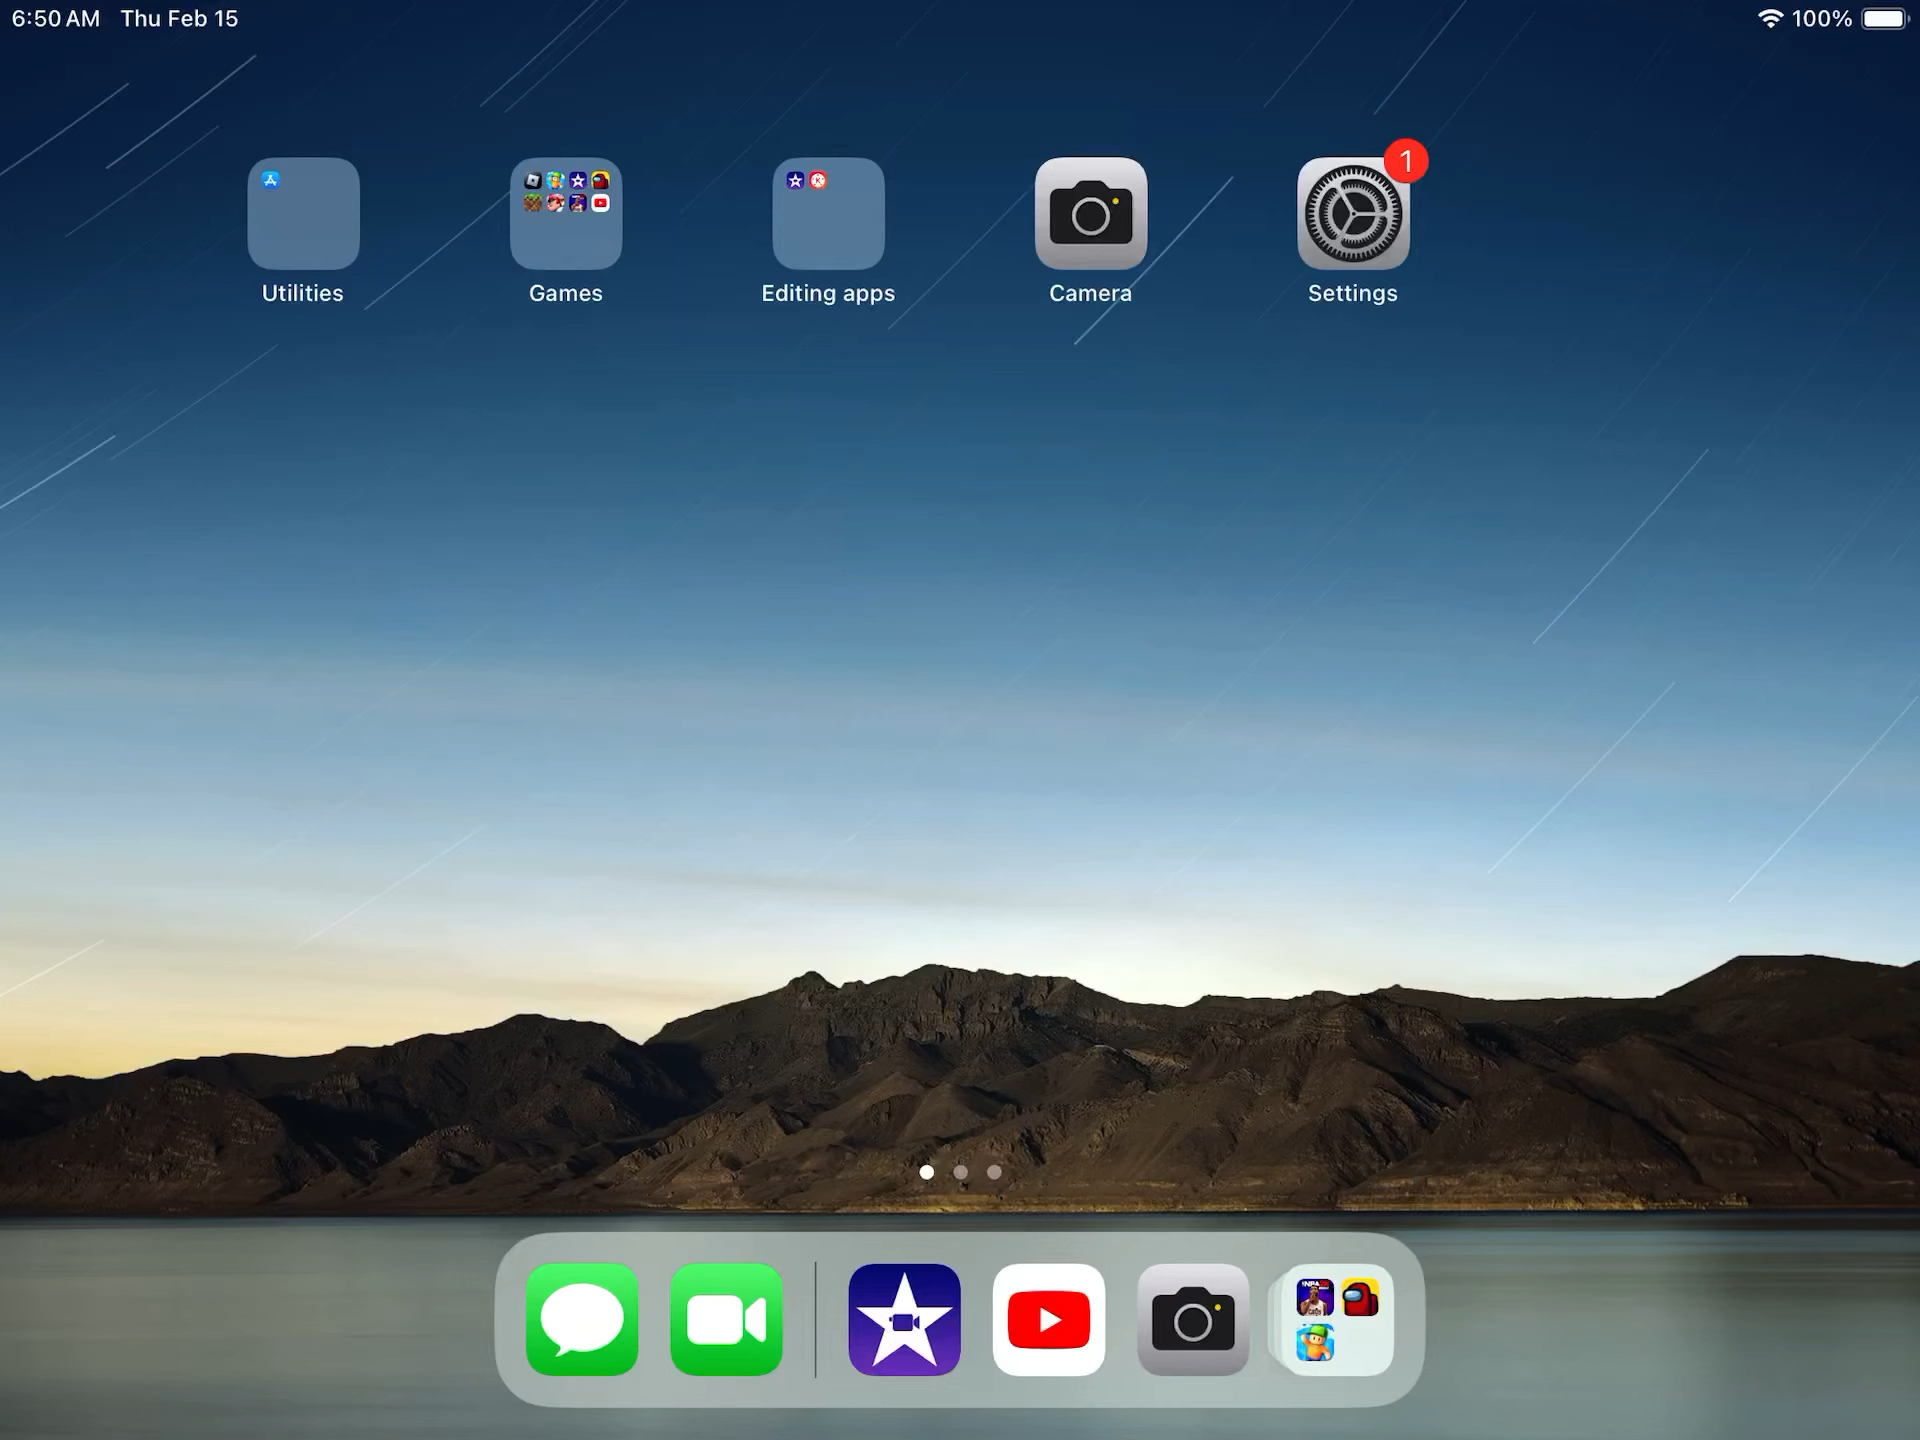 6:50 AM Thu Feb 15
100%
1
Utilities
Games
Editing apps
Camera
Settings